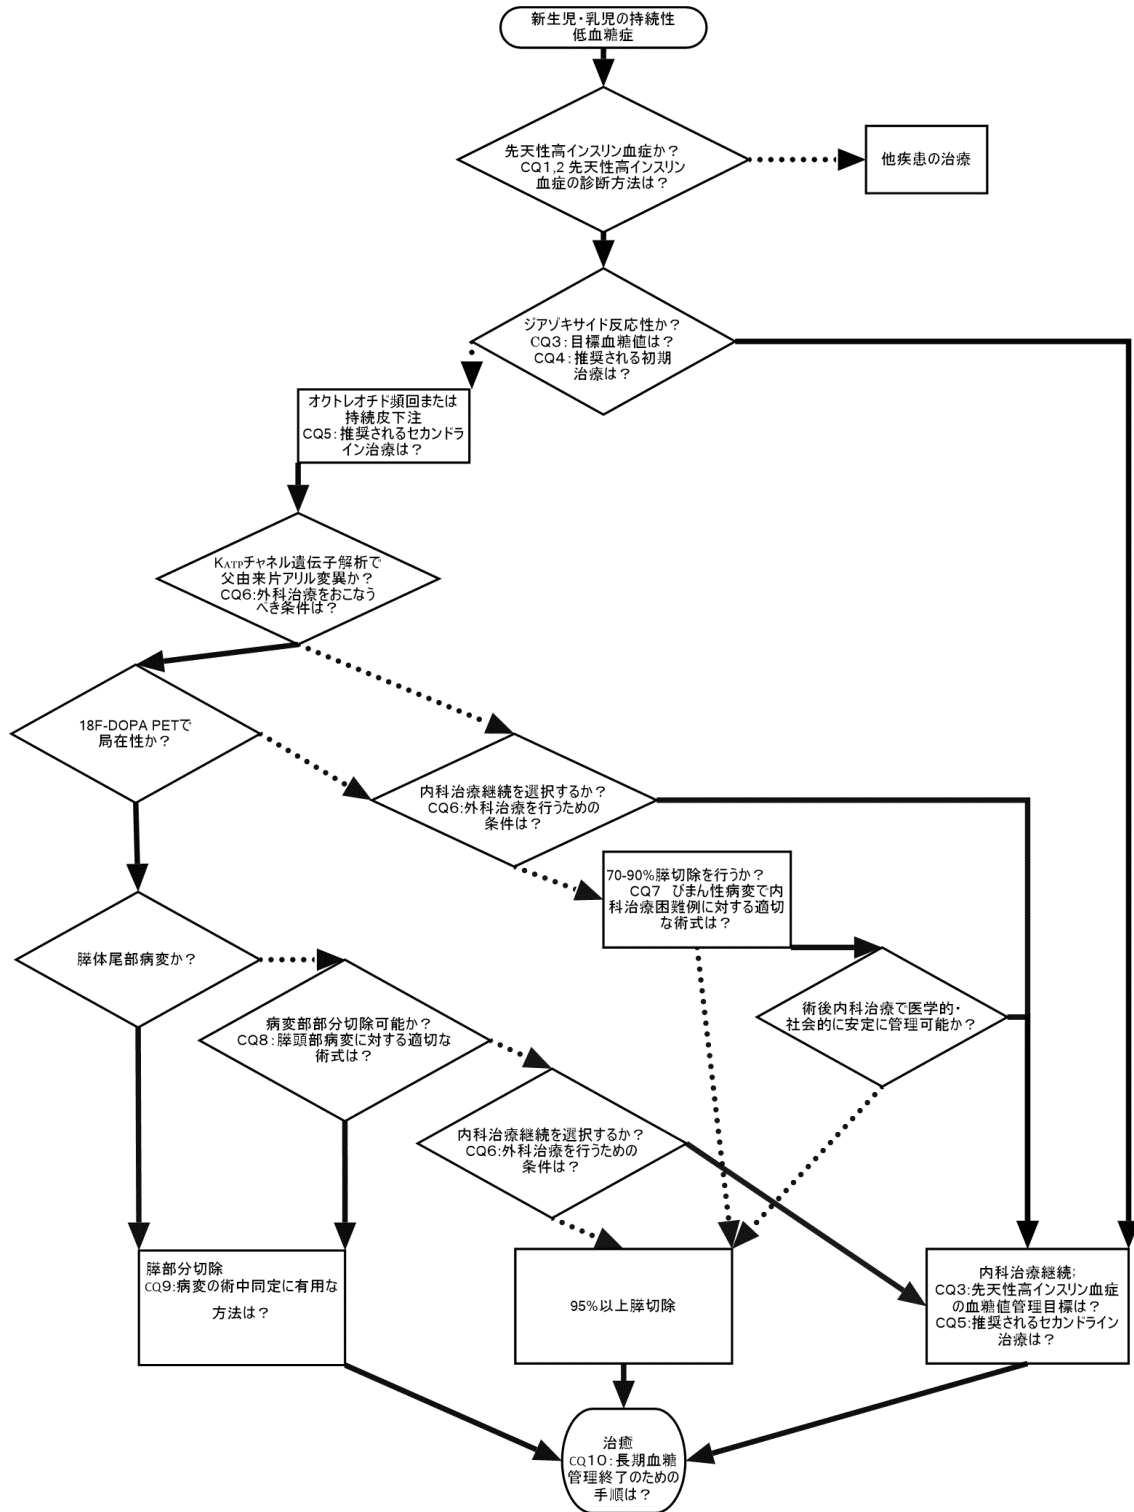 新生児・乳児の持続性
低血糖症
先天性高インスリン血症か？
CQ1,2 先天性高インスリン
血症の診断方法は？
他疾患の治療
ジアゾキサイド反応性か？
CQ3：目標血糖値は？
CQ4：推奨される初期
治療は？
オクトレオチド頻回または
持続皮下注
CQ5：推奨されるセカンドラ
イン治療は？
KATPチャネル遺伝子解析で
父由来片アリル変異か？
CQ6:外科治療をおこなう
べき条件は？
18F-DOPA PETで
局在性か？
内科治療継続を選択するか？
CQ6:外科治療を行うための
条件は？
70-90%膵切除を行うか？
CQ7 びまん性病変で内
科治療困難例に対する適切
な術式は？
膵体尾部病変か？
病変部部分切除可能か？
CQ8：膵頭部病変に対する適切な
術式は？
術後内科治療で医学的・
社会的に安定に管理可能か？
内科治療継続を選択するか？
CQ6:外科治療を行うための
条件は？
膵部分切除
CQ9:病変の術中同定に有用な
方法は？
95%以上膵切除
内科治療継続;
CQ3:先天性高インスリン血症
の血糖値管理目標は？
CQ5:推奨されるセカンドライン
治療は？
治癒
CQ10：長期血糖
管理終了のための
手順は？